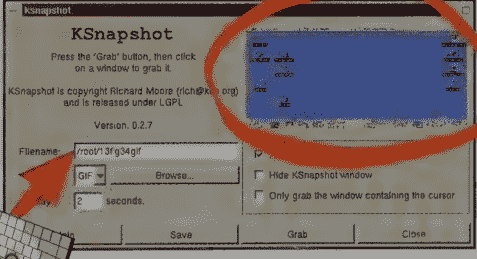 ksnapshot
KSnapshot
Press the 'Grab' button, then click
on a window to grab it.
KSnapshot is copyright Richard Moore (rich@kde.org)
and is released under LGPL
Version: 0.2.7
Filename: /root/13fig34gif
GIF Browse...
2 seconds.
Hide KSnapshot window
Only grab the window containing the cursor
Save Grab Close